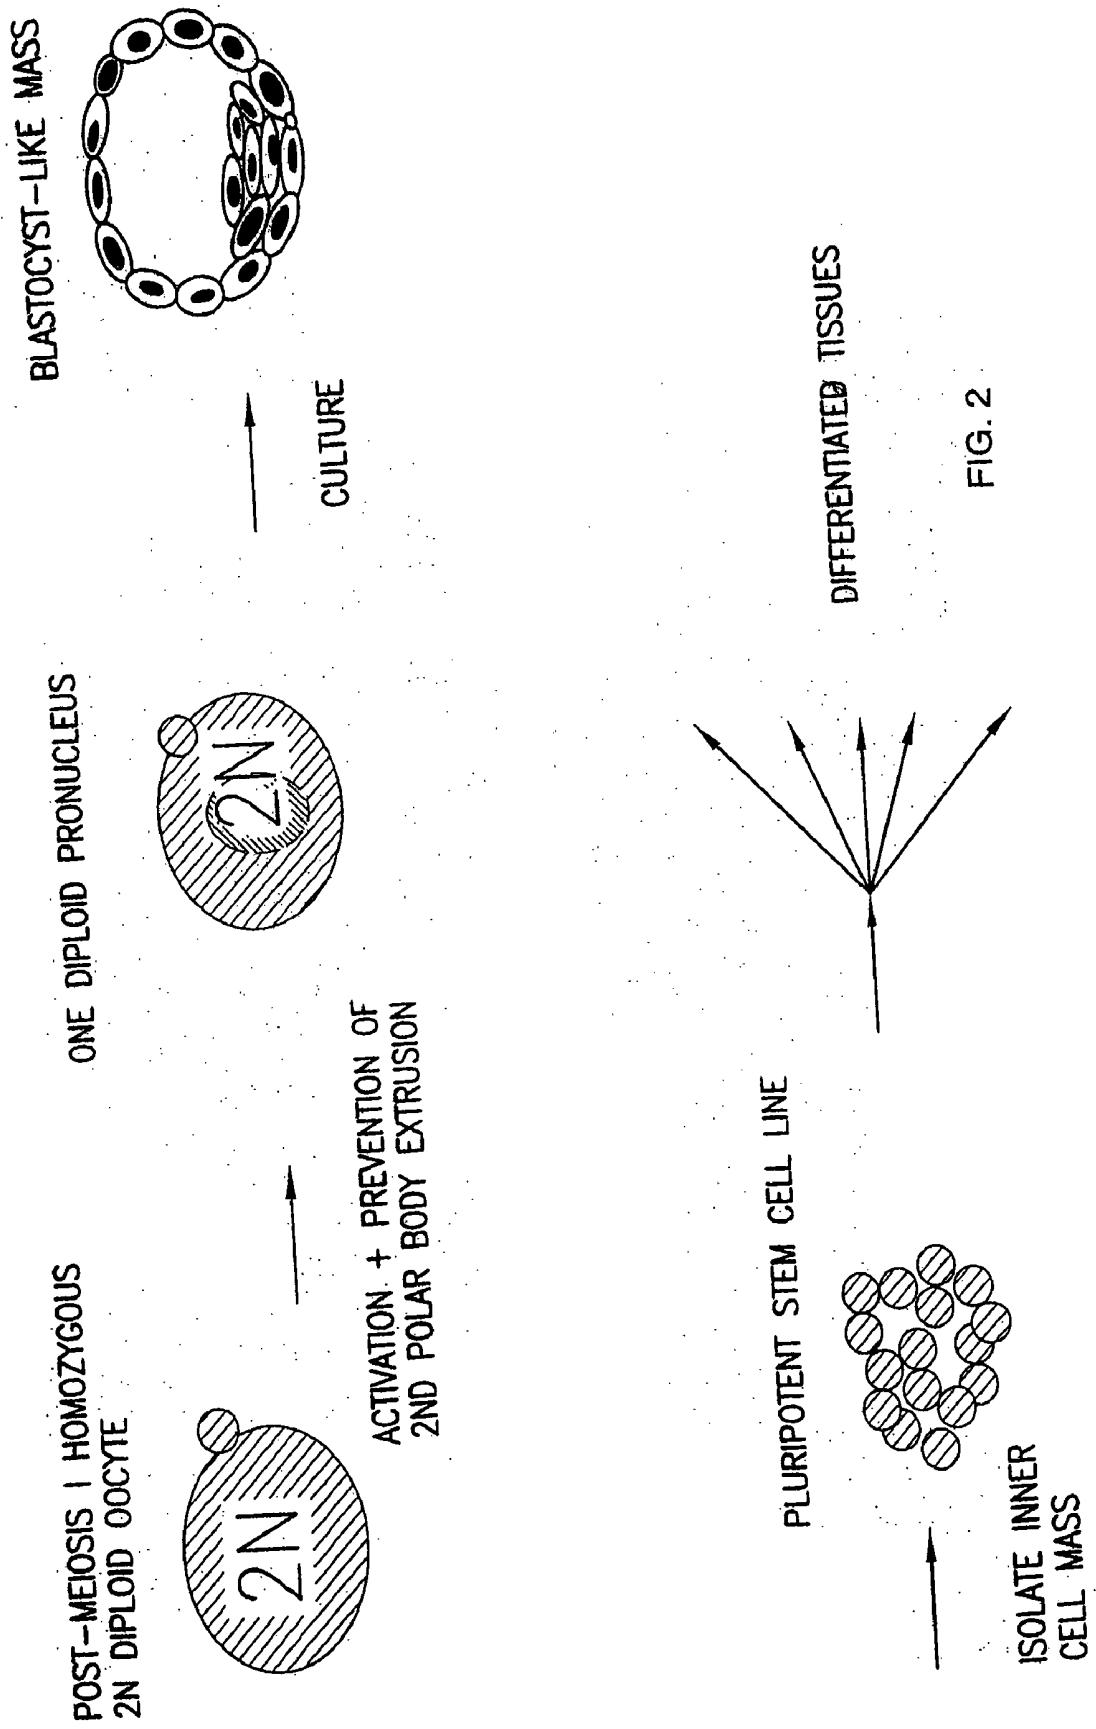 POST-MEIOSIS I HOMOZYGOUS
2N DIPLOID OOCYTE
2N
ACTIVATION + PREVENTION OF
2ND POLAR BODY EXTRUSION
ONE DIPLOID PRONUCLEUS
2N
CULTURE
BLASTOCYST-LIKE MASS
ISOLATE INNER
CELL MASS
PLURIPOTENT STEM CELL LINE
DIFFERENTIATED TISSUES
FIG. 2